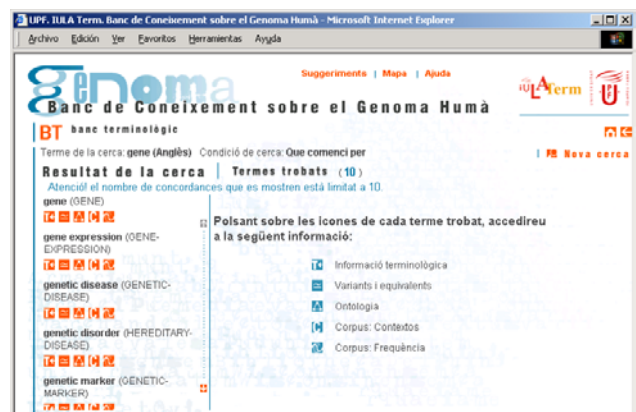 UPF. IULA Term. Banc de Coneixement sobre el Genoma Humà - Microsoft Internet Explorer
Archivo Edición Ver Favoritos Herramientas Ayuda
Suggeriments | Mapa | Ajuda
genoma
IULATerm
Banc de Coneixement sobre el Genoma Humà
BT banc terminològic
Terme de la cerca: gene (Anglès) Condició de cerca: Que comenci per
Nova cerca
Resultat de la cerca | Termes trobats (10)
Atenció! el nombre de concordances que es mostren està limitat a 10.
gene (GENE)
gene expression (GENE-
EXPRESSION)
genetic disease (GENETIC-
DISEASE)
genetic disorder (HEREDITARY-
DISEASE)
genetic marker (GENETIC-
MARKER)
Polsant sobre les icones de cada terme trobat, accedireu
a la següent informació:
Informació terminològica
Variants i equivalents
Ontologia
Corpus: Contextos
Corpus: Freqüència